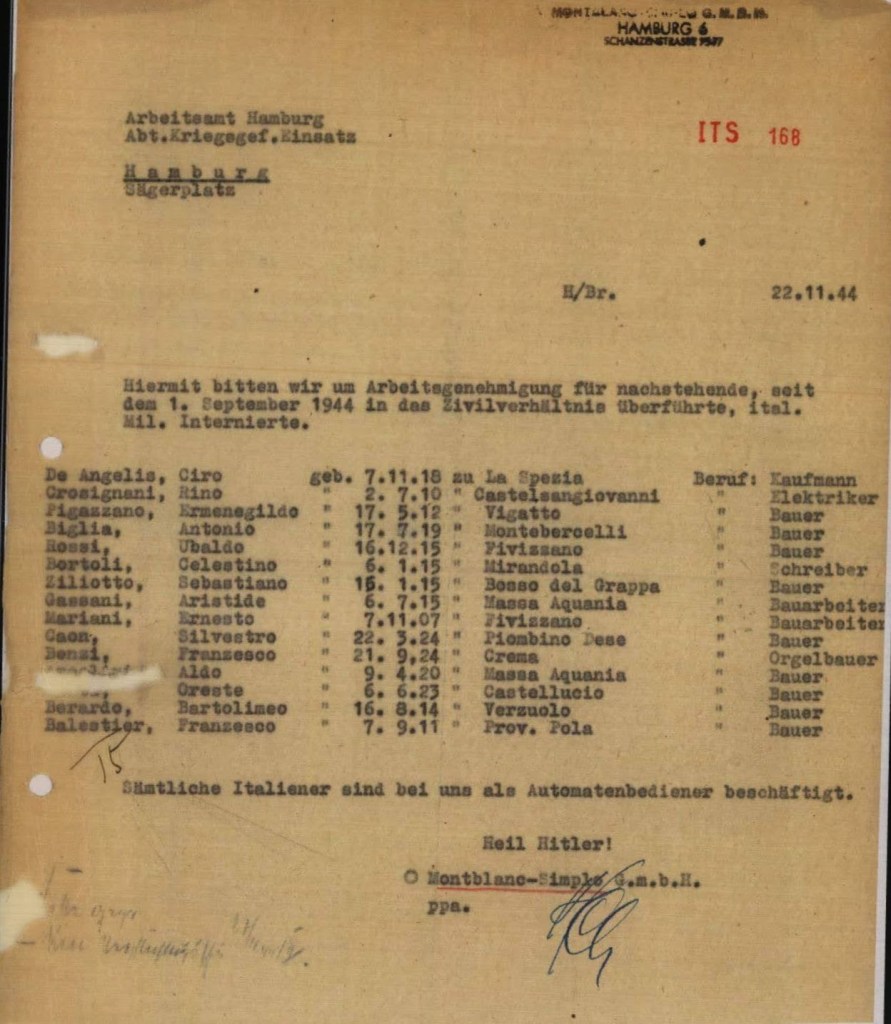 G.M.B.H.
HAMBURG 6
SCHANZENSTRASSE
ITS 168
Arbeitsamt Hamburg
Abt.Kriegsgef.Einsatz
Hamburg
Sägerplatz
H/Br. 22.11.44
Hiermit bitten wir um Arbeitsgenehmigung für nachstehende, seit
dem 1. September 1944 in das Zivilverhältnis überführte, ital.
Mil. Internierte.
De Angelis, Ciro geb. 7.11.18 zu La Spezia Beruf: Kaufmann
Crosignani, Rino " 2. 7.10 " Castelsangiovanni " Elektriker
Pigazzano, Ermenegildo " 17. 5.12 " Vigatto " Bauer
Biglia, Antonio " 17. 7.19 " Montebercelli " Bauer
Rossi, Ubaldo " 16.12.15 " Fivizzano " Bauer
Bortoli, Celestino " 6. 1.15 " Mirandola " Schreiber
Ziliotto, Sebastiano " 1.15 " Bosso del Grappa " Bauer
Gassani, Aristide " 6. 7.15 " Massa Aquania " Bauarbeiter
Mariani, Ernesto " 7.11.07 " Fivizzano " Bauarbeiter
Caon, Silvestro " 22. 3.24 " Piombino Dese " Bauer
Benzi, Franzesco " 21. 9,24 " Crema " Orgelbauer
Aldo " 9. 4.20 " Massa Aquania " Bauer
Oreste " 6. 6.23 " Castellucio " Bauer
Berardo, Bartolimeo " 16. 8.14 " Verzuolo " Bauer
Balestier, Franzesco " 7. 9.11 " Prov. Pola " Bauer
15
Sämtliche Italiener sind bei uns als Automatenbediener beschäftigt.
Heil Hitler!
Montblanc-Simplo G.m.b.H.
ppa.